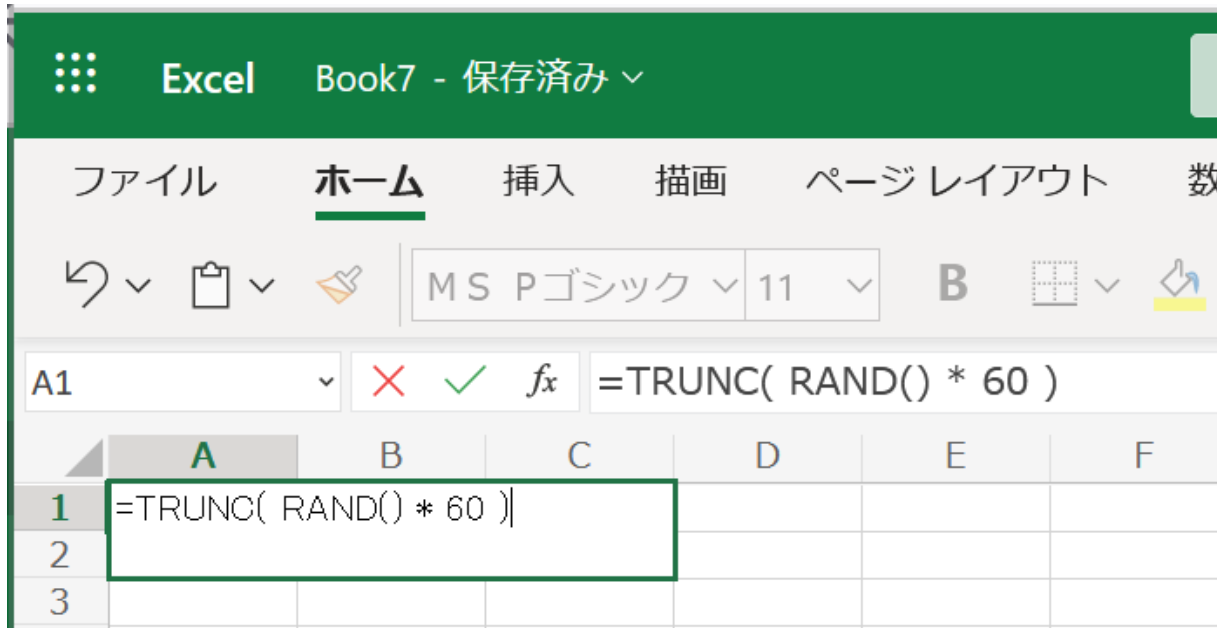 Excel Book7 - 保存済み
ファイル ホーム 挿入 描画 ページ レイアウト 数
ＭＳ Ｐゴシック 11 B
A1 fx =TRUNC( RAND() * 60 )
A B C D E F
1 =TRUNC( RAND() * 60 )
2
3